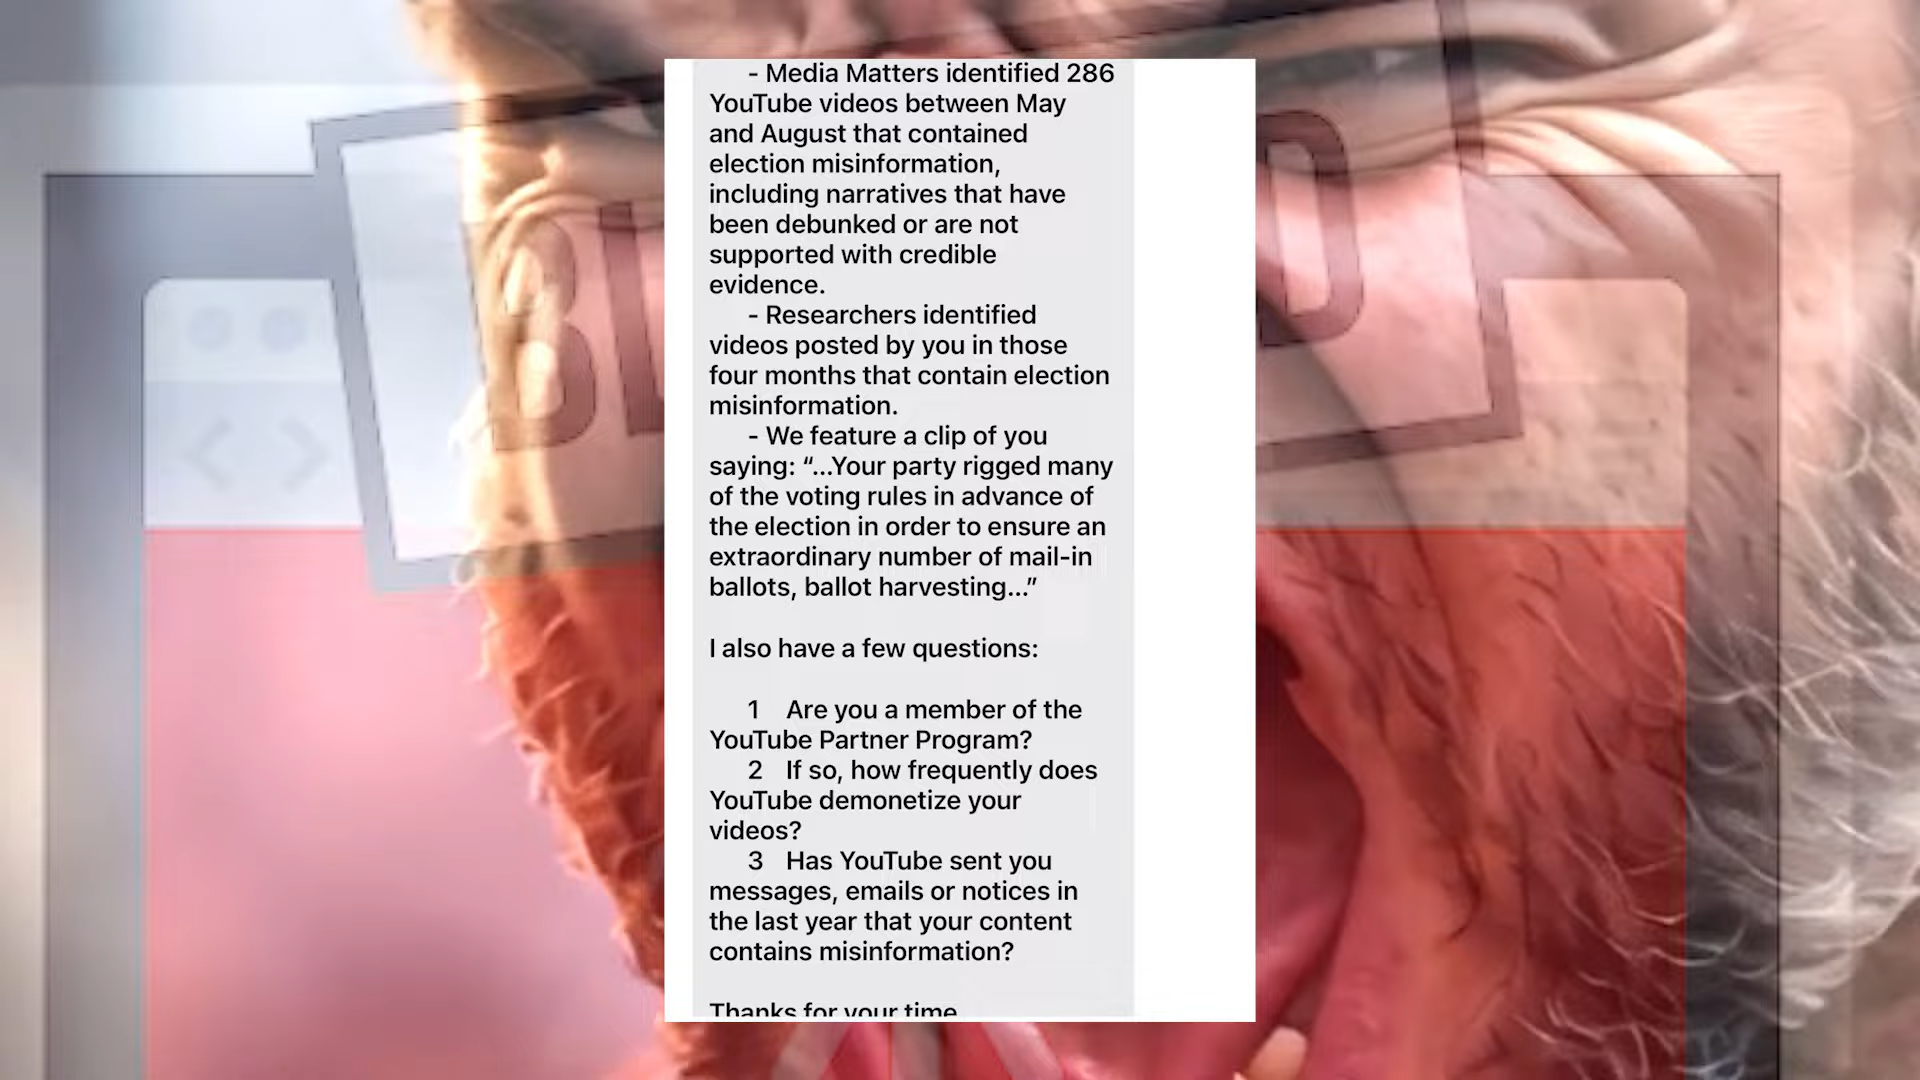 - Media Matters identified 286
YouTube videos between May
and August that contained
election misinformation,
including narratives that have
been debunked or are not
supported with credible
evidence.
- Researchers identified
videos posted by you in those
four months that contain election
misinformation.
- We feature a clip of you
saying: “...Your party rigged many
of the voting rules in advance of
the election in order to ensure an
extraordinary number of mail-in
ballots, ballot harvesting...”
I also have a few questions:
1 Are you a member of the
YouTube Partner Program?
2 If so, how frequently does
YouTube demonetize your
videos?
3 Has YouTube sent you
messages, emails or notices in
the last year that your content
contains misinformation?
Thanks for your time